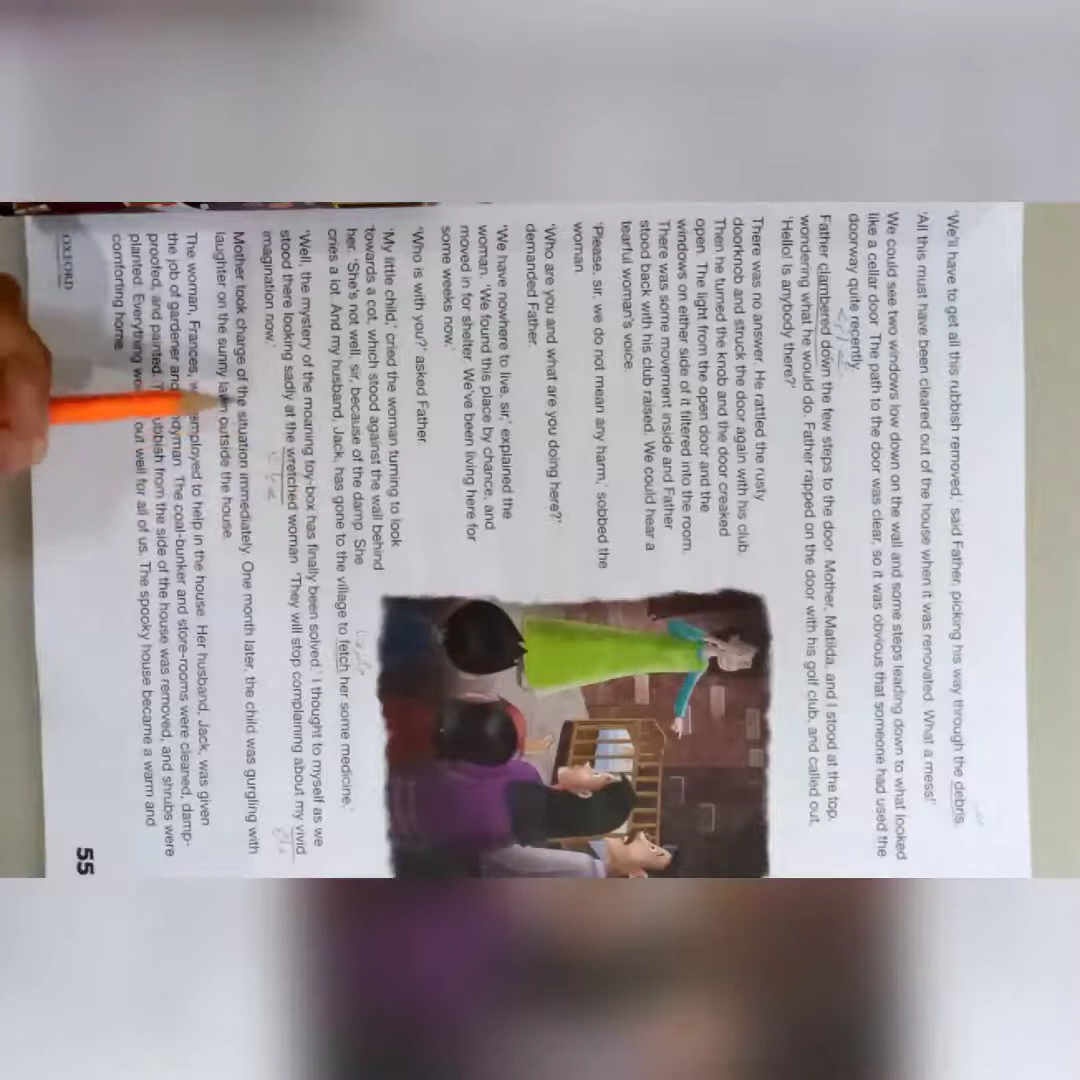 'We'll have to get all this rubbish removed,' said Father, picking his way through the debris.
'All this must have been cleared out of the house when it was renovated. What a mess!'
We could see two windows low down on the wall and some steps leading down to what looked
like a cellar door. The path to the door was clear, so it was obvious that someone had used the
doorway quite recently.
Father clambered down the few steps to the door. Mother, Matilda, and I stood at the top,
wondering what he would do. Father rapped on the door with his golf club, and called out,
'Hello! Is anybody there?'
There was no answer. He rattled the rusty
doorknob and struck the door again with his club.
Then he turned the knob and the door creaked
open. The light from the open door and the
windows on either side of it filtered into the room.
There was some movement inside and Father
stood back with his club raised. We could hear a
tearful woman's voice.
'Please, sir, we do not mean any harm,' sobbed the
woman.
'Who are you and what are you doing here?'
demanded Father.
'We have nowhere to live, sir,' explained the
woman. 'We found this place by chance, and
moved in for shelter. We've been living here for
some weeks now.'
'Who is with you?' asked Father.
'My little child,' cried the woman turning to look
towards a cot, which stood against the wall behind
her. 'She's not well, sir, because of the damp. She
cries a lot. And my husband, Jack, has gone to the village to fetch her some medicine.'
'Well, the mystery of the moaning toy-box has finally been solved.' I thought to myself as we
stood there looking sadly at the wretched woman. 'They will stop complaining about my vivid
imagination now.'
Mother took charge of the situation immediately. One month later, the child was gurgling with
laughter on the sunny lawn outside the house.
The woman, Frances, employed to help in the house. Her husband, Jack, was given
the job of gardener and The coal-bunker and store-rooms were cleaned, damp-
proofed, and painted. from the side of the house was removed, and shrubs were
planted. Everything out well for all of us. The spooky house became a warm and
comforting home.
OXFORD
55